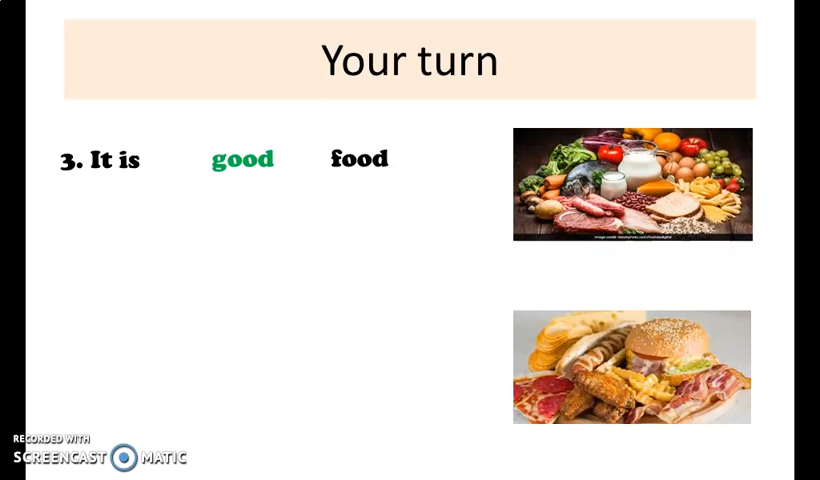 Your turn
3. It is good food
RECORDED WITH
SCREENCAST MATIC